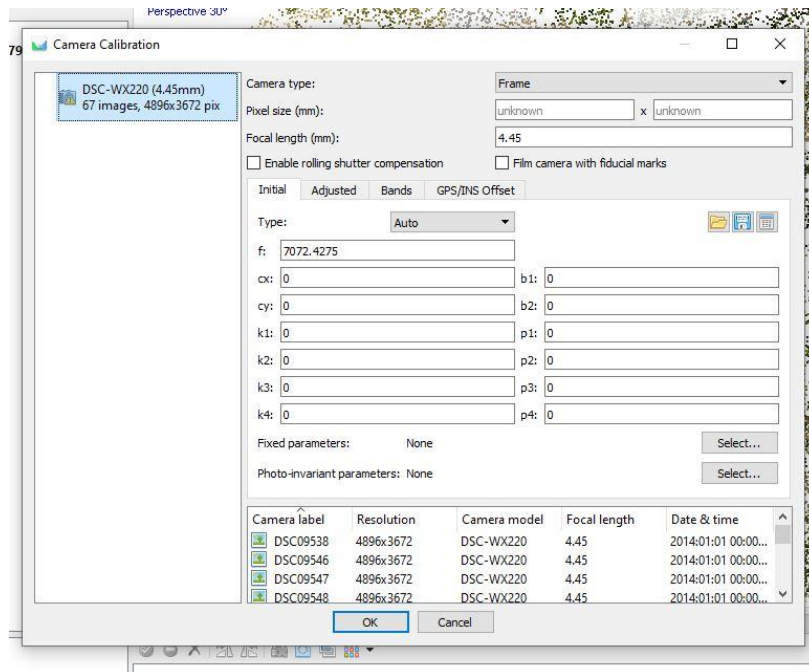 Perspective 30°
79
Camera Calibration
DSC-WX220 (4.45mm)
67 images, 4896x3672 pix
Camera type: Frame
Pixel size (mm): unknown x unknown
Focal length (mm): 4.45
Enable rolling shutter compensation Film camera with fiducial marks
Initial Adjusted Bands GPS/INS Offset
Type: Auto
f: 7072.4275
cx: 0 b1: 0
cy: 0 b2: 0
k1: 0 p1: 0
k2: 0 p2: 0
k3: 0 p3: 0
k4: 0 p4: 0
Fixed parameters: None Select...
Photo-invariant parameters: None Select...
Camera label Resolution Camera model Focal length Date & time
DSC09538 4896x3672 DSC-WX220 4.45 2014:01:01 00:00...
DSC09546 4896x3672 DSC-WX220 4.45 2014:01:01 00:00...
DSC09547 4896x3672 DSC-WX220 4.45 2014:01:01 00:00...
DSC09548 4896x3672 DSC-WX220 4.45 2014:01:01 00:00...
OK Cancel